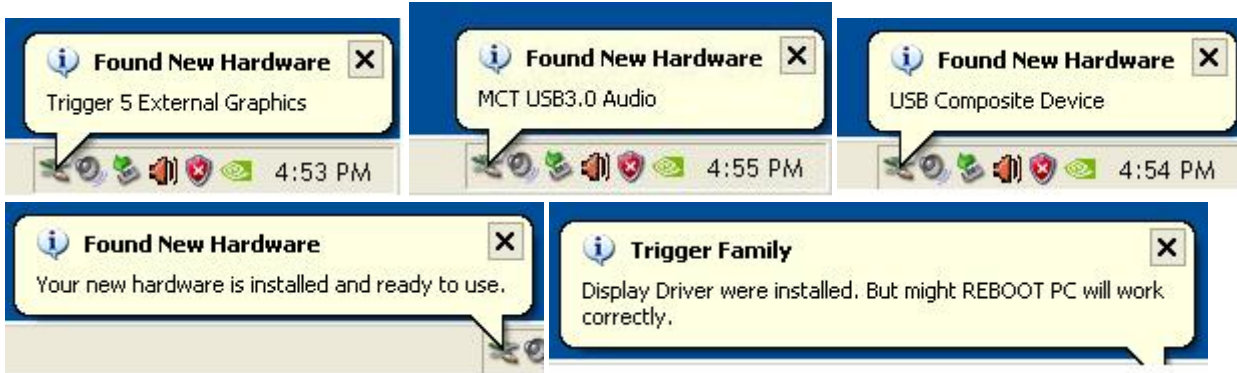 Found New Hardware
Trigger 5 External Graphics
4:53 PM
Found New Hardware
MCT USB3.0 Audio
4:55 PM
Found New Hardware
USB Composite Device
4:54 PM
Found New Hardware
Your new hardware is installed and ready to use.
Trigger Family
Display Driver were installed. But might REBOOT PC will work
correctly.